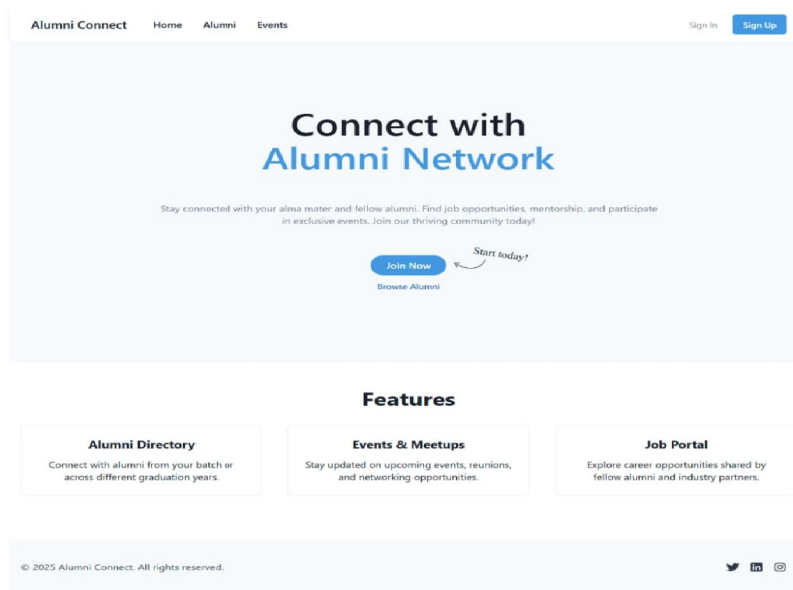 Alumni Connect Home Alumni Events Sign In Sign Up
Connect with
Alumni Network
Stay connected with your alma mater and fellow alumni. Find job opportunities, mentorship, and participate
in exclusive events. Join our thriving community today!
Start today!
Join Now
Browse Alumni
Features
Alumni Directory
Connect with alumni from your batch or
across different graduation years.
Events & Meetups
Stay updated on upcoming events, reunions,
and networking opportunities.
Job Portal
Explore career opportunities shared by
fellow alumni and industry partners.
© 2025 Alumni Connect. All rights reserved.